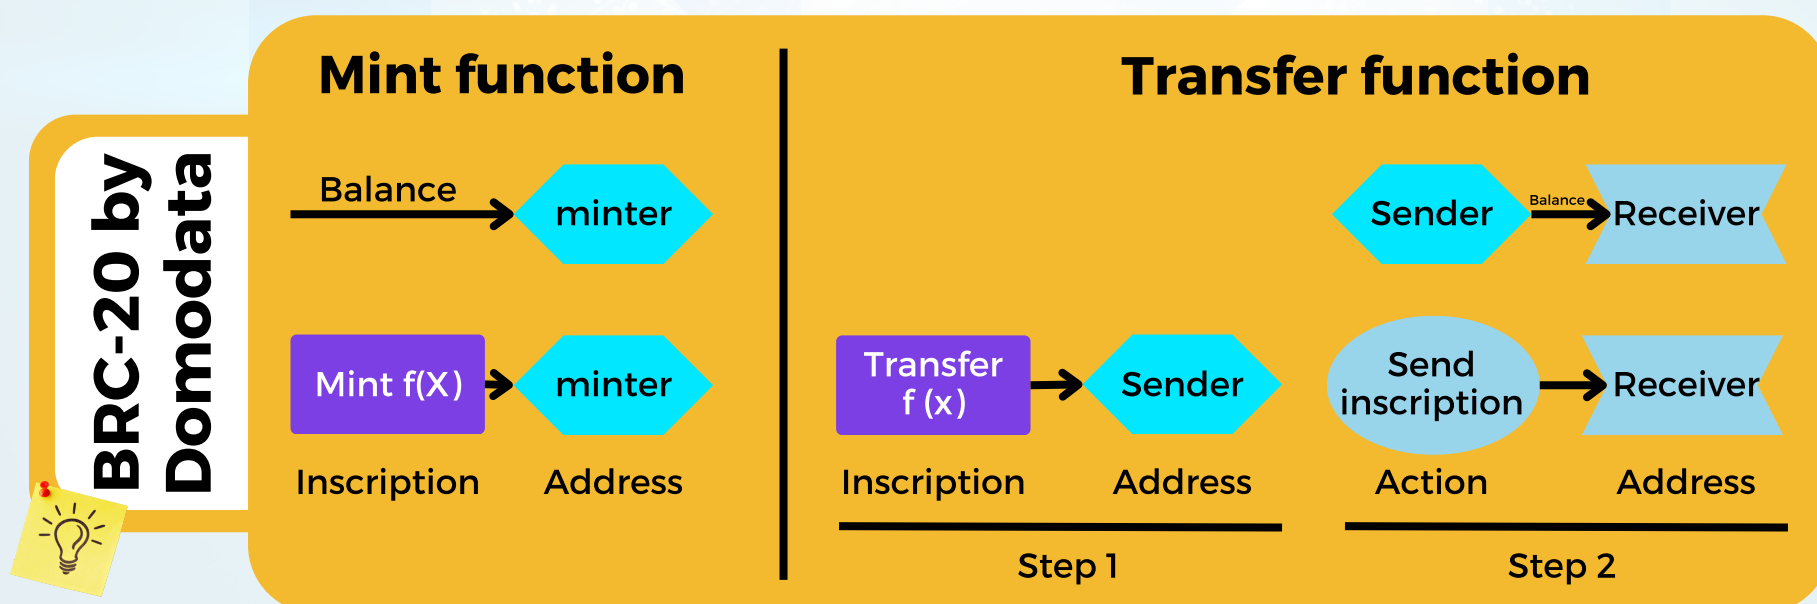 BRC-20 by
Domodata
Mint function
Balance
minter
Mint f(X)
minter
Inscription
Address
Transfer function
Sender
Balance
Receiver
Transfer
f (x)
Sender
Send
inscription
Receiver
Inscription
Address
Action
Address
Step 1
Step 2